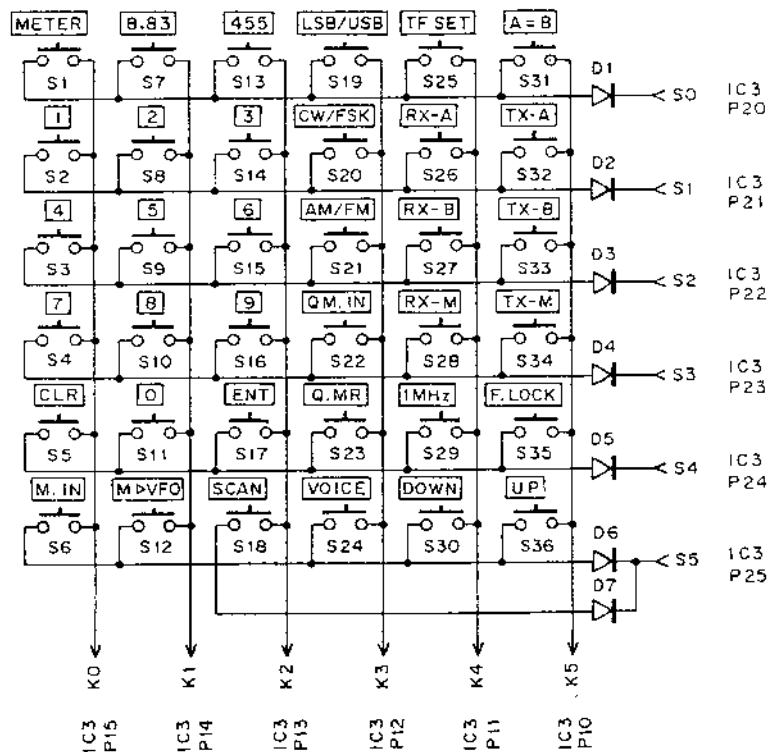 METER 8.83 455 LSB/USB TF SET A=B
D1
S1 S7 S13 S19 S25 S31
S0 IC3 P20
1 2 3 CW/FSK RX-A TX-A
D2
S2 S8 S14 S20 S26 S32
S1 IC3 P21
4 5 6 AM/FM RX-B TX-B
D3
S3 S9 S15 S21 S27 S33
S2 IC3 P22
7 8 9 QM.IN RX-M TX-M
D4
S4 S10 S16 S22 S28 S34
S3 IC3 P23
CLR 0 ENT Q.MR 1MHz F.LOCK
D5
S5 S11 S17 S23 S29 S35
S4 IC3 P24
M.IN M▷VFO SCAN VOICE DOWN UP
D6
S6 S12 S18 S24 S30 S36
S5 IC3 P25
D7
K0 K1 K2 K3 K4 K5
IC3 P15 IC3 P14 IC3 P13 IC3 P12 IC3 P11 IC3 P10